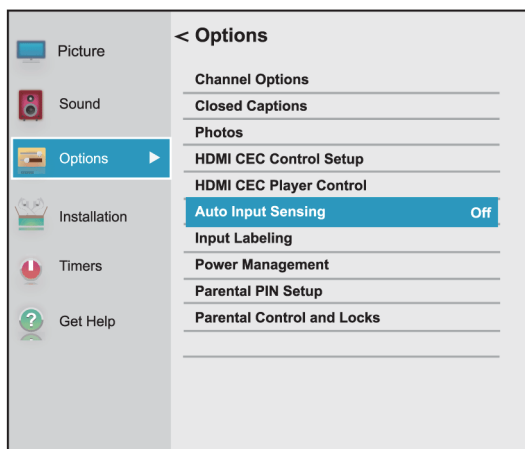 Picture
Sound
Options
Installation
Timers
Get Help
< Options
Channel Options
Closed Captions
Photos
HDMI CEC Control Setup
HDMI CEC Player Control
Auto Input Sensing Off
Input Labeling
Power Management
Parental PIN Setup
Parental Control and Locks